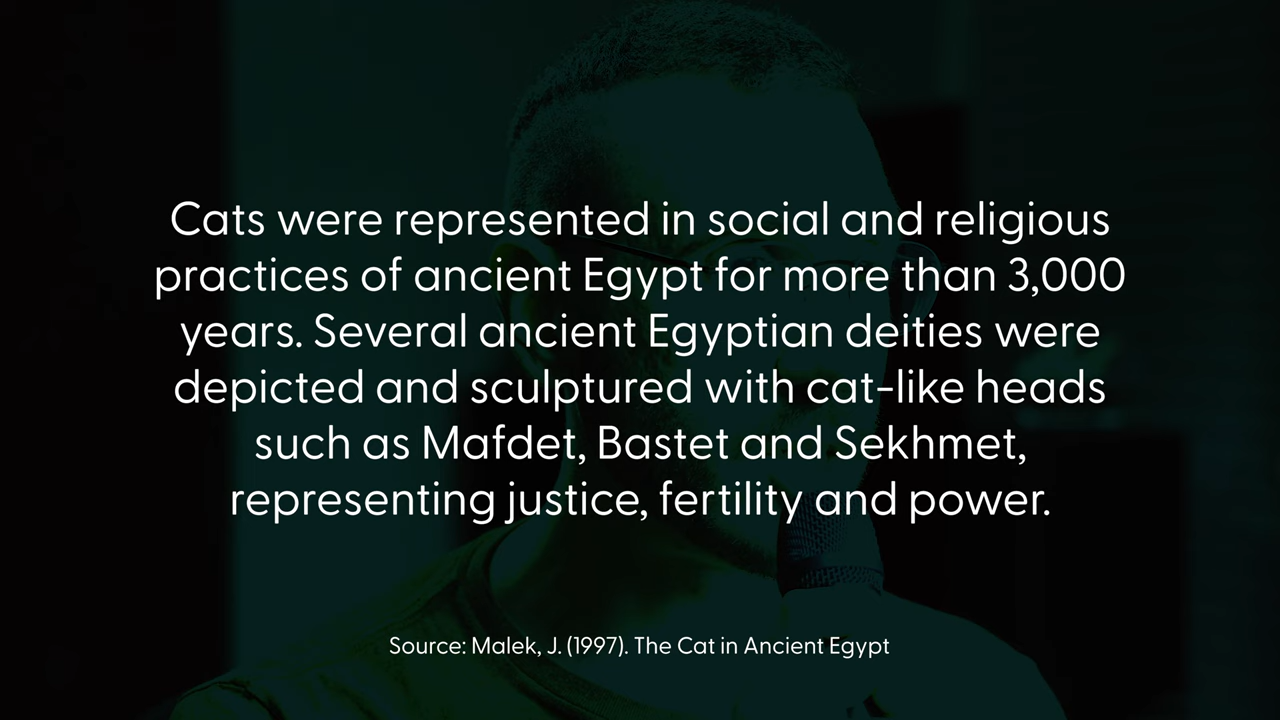 Cats were represented in social and religious
practices of ancient Egypt for more than 3,000
years. Several ancient Egyptian deities were
depicted and sculptured with cat-like heads
such as Mafdet, Bastet and Sekhmet,
representing justice, fertility and power.
Source: Malek, J. (1997). The Cat in Ancient Egypt